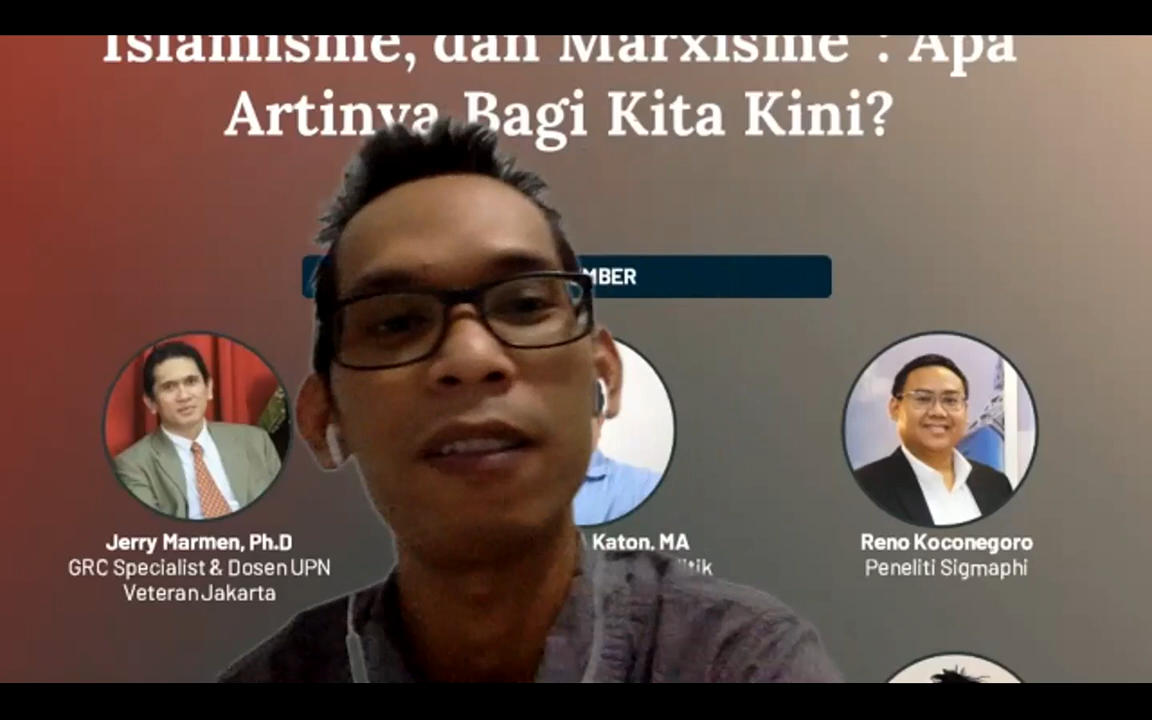 Islamisme, dan Marxisme": Apa
Artinya Bagi Kita Kini?
MBER
Jerry Marmen, Ph.D
GRC Specialist & Dosen UPN
Veteran Jakarta
Katon, MA
litik
Reno Koconegoro
Peneliti Sigmaphi